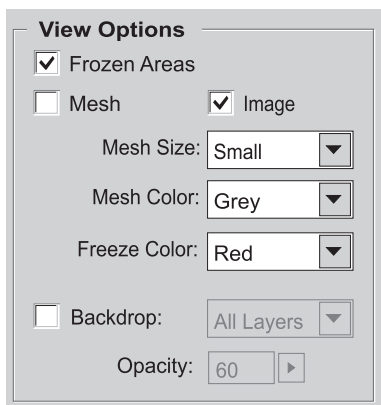 View Options
Frozen Areas
Mesh Image
Mesh Size: Small
Mesh Color: Grey
Freeze Color: Red
Backdrop: All Layers
Opacity: 60